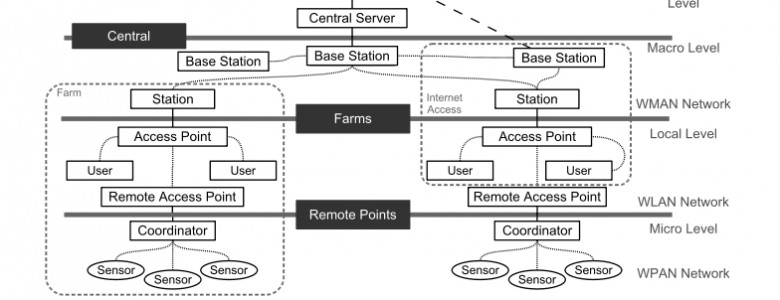 Level
Central Server
Central
Macro Level
Base Station
Base Station
Base Station
Farm
Station
Internet
Access
Station
WMAN Network
Farms
Access Point
Access Point
Local Level
User
User
User
User
Remote Access Point
Remote Access Point
WLAN Network
Remote Points
Coordinator
Coordinator
Micro Level
Sensor
Sensor
Sensor
Sensor
Sensor
Sensor
WPAN Network